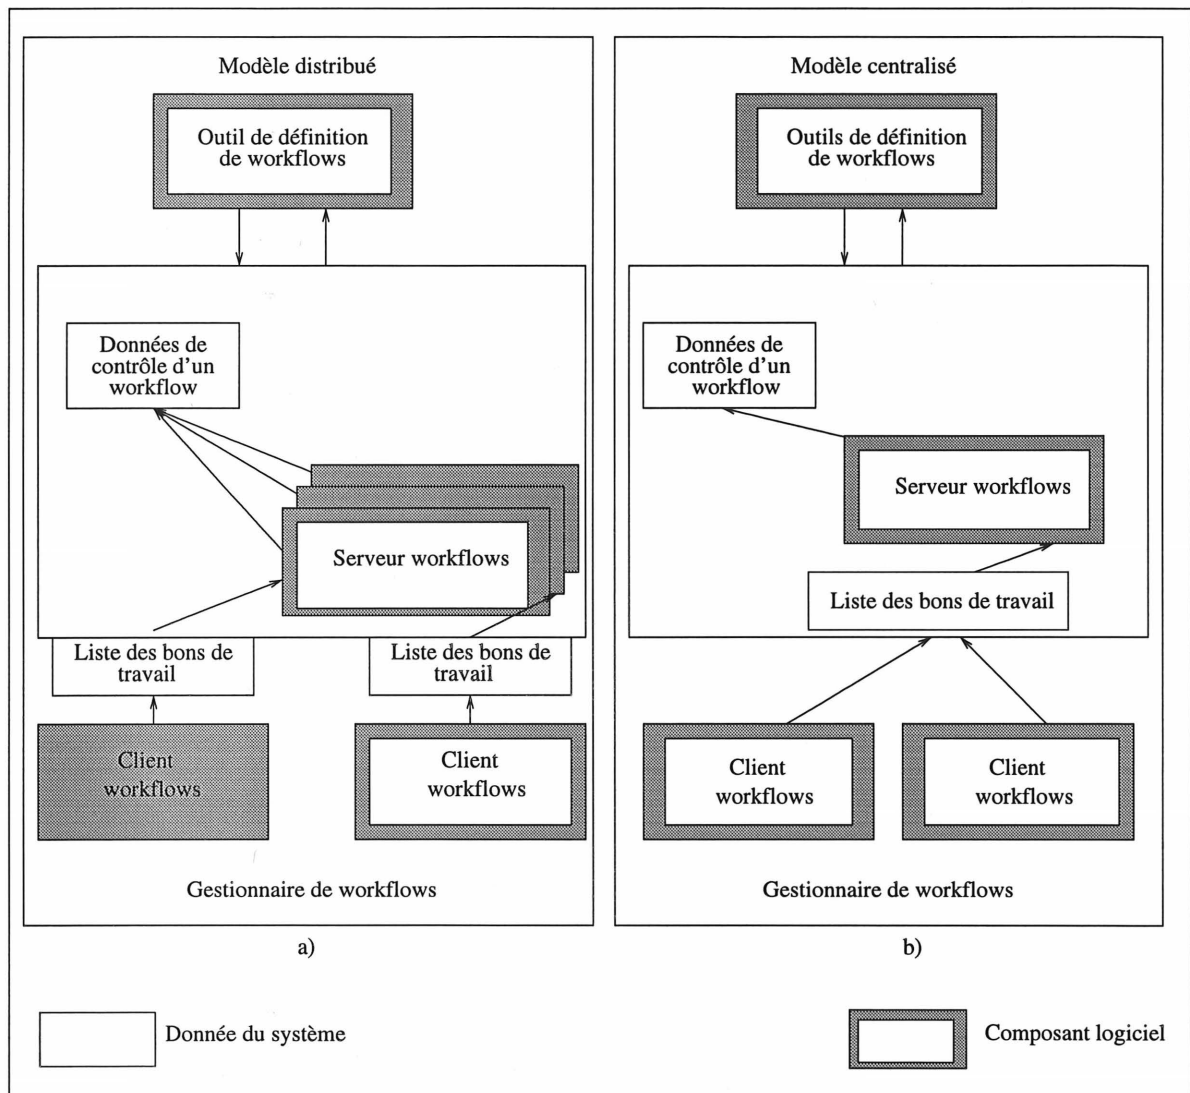 Modèle distribué
Outil de définition
de workflows
Données de
contrôle d'un
workflow
Serveur workflows
Liste des bons de
travail
Liste des bons de
travail
Client
workflows
Client
workflows
Gestionnaire de workflows
a)
Modèle centralisé
Outils de définition
de workflows
Données de
contrôle d'un
workflow
Serveur workflows
Liste des bons de travail
Client
workflows
Client
workflows
Gestionnaire de workflows
b)
Donnée du système
Composant logiciel